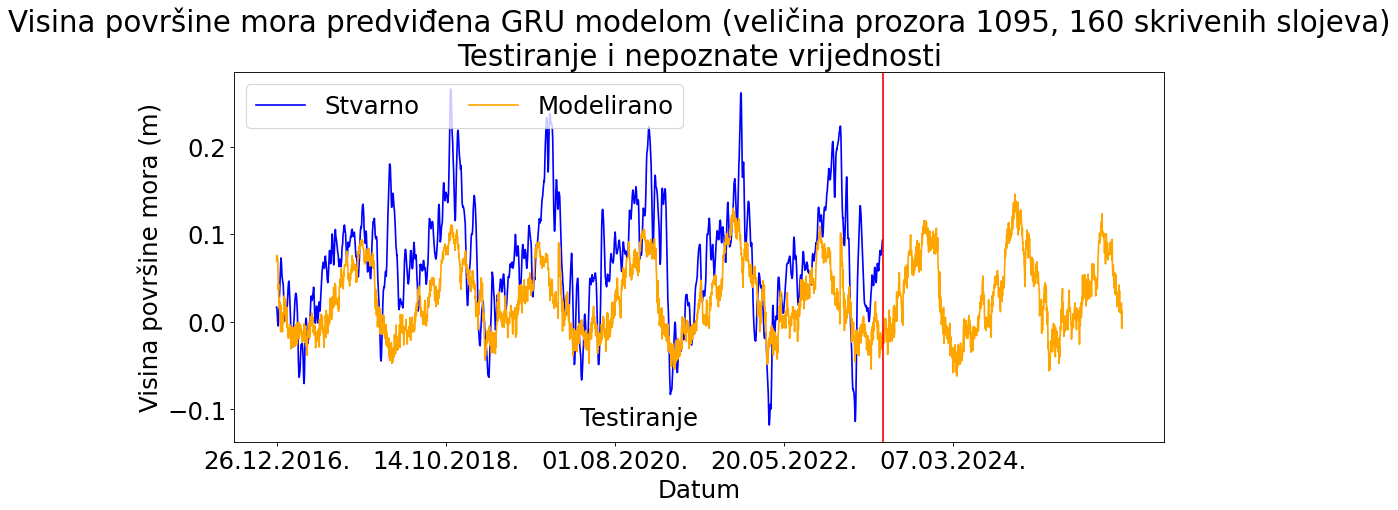 Visina površine mora predviđena GRU modelom (veličina prozora 1095, 160 skrivenih slojeva)
Testiranje i nepoznate vrijednosti
Stvarno
Modelirano
Visina površine mora (m)
0.2
0.1
0.0
−0.1
Testiranje
26.12.2016.
14.10.2018.
01.08.2020.
20.05.2022.
07.03.2024.
Datum